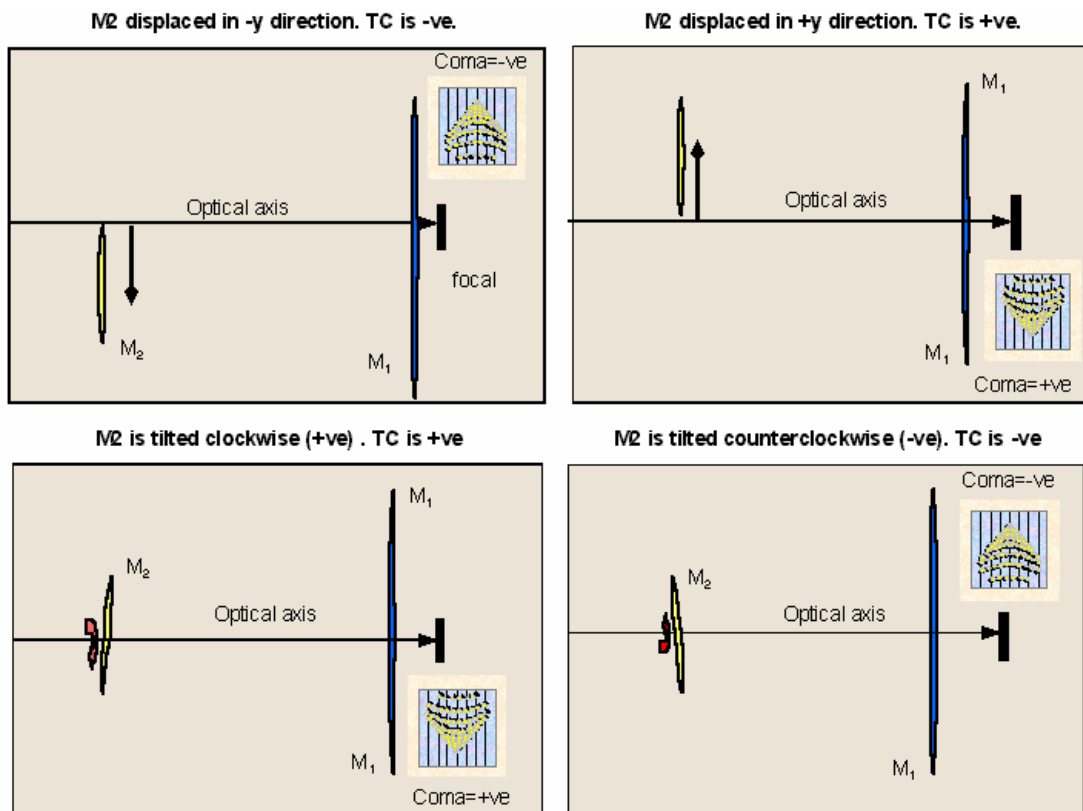 M2 displaced in -y direction. TC is -ve.
Coma=-ve
Optical axis
focal
M2
M1
M2 displaced in +y direction. TC is +ve.
M1
Optical axis
M1
Coma=+ve
M2 is tilted clockwise (+ve) . TC is +ve
M1
M2
Optical axis
M1
Coma=+ve
M2 is tilted counterclockwise (-ve). TC is -ve
Coma=-ve
M2
Optical axis
M1